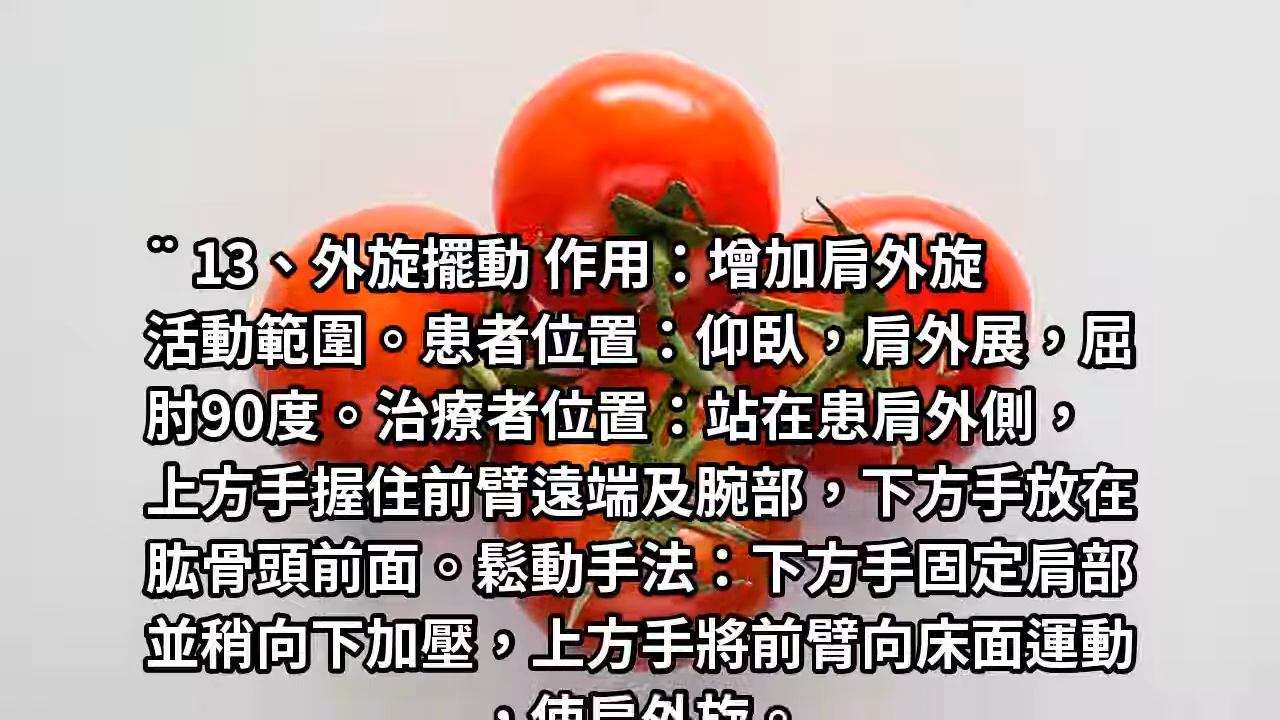 ¨ 13、外旋擺動 作用：增加肩外旋
活動範圍。患者位置：仰臥，肩外展，屈
肘90度。治療者位置：站在患肩外側，
上方手握住前臂遠端及腕部，下方手放在
肱骨頭前面。鬆動手法：下方手固定肩部
並稍向下加壓，上方手將前臂向床面運動
，使肩外旋。